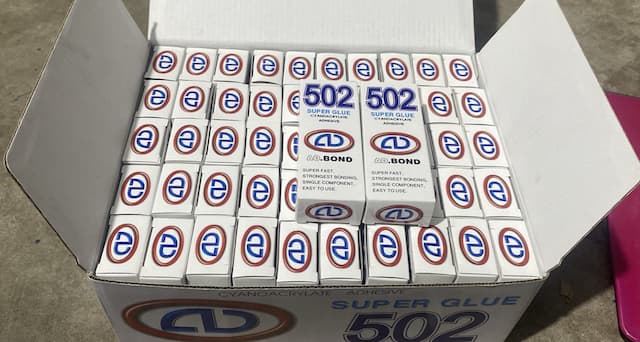 502
SUPER GLUE
CYANOACRYLATE
ADHESIVE
AD.BOND
SUPER FAST,
STRONGEST BONDING,
SINGLE COMPONENT,
EASY TO USE.
502
SUPER GLUE
CYANOACRYLATE
ADHESIVE
AD.BOND
SUPER FAST,
STRONGEST BONDING,
SINGLE COMPONENT,
EASY TO USE.
CYANOACRYLATE ADHESIVE
SUPER GLUE
502